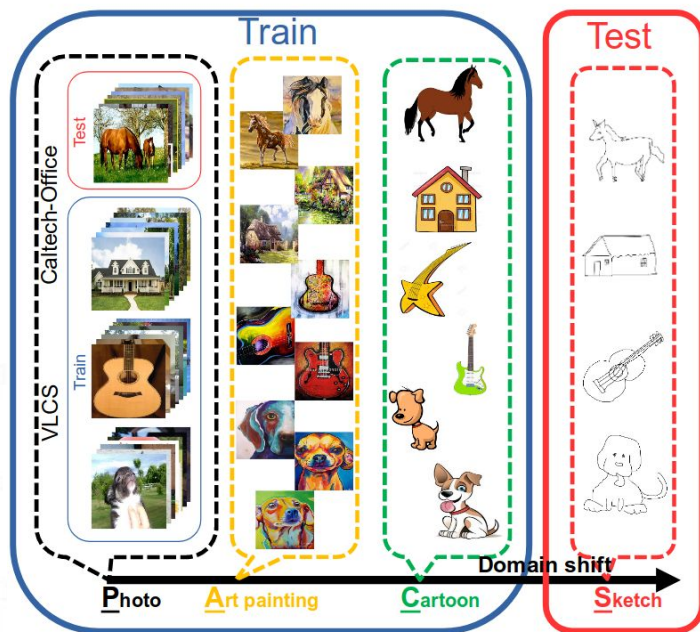 Train
Test
Caltech-Office
VLCS
Test
Train
Domain shift
Photo
Art painting
Cartoon
Sketch